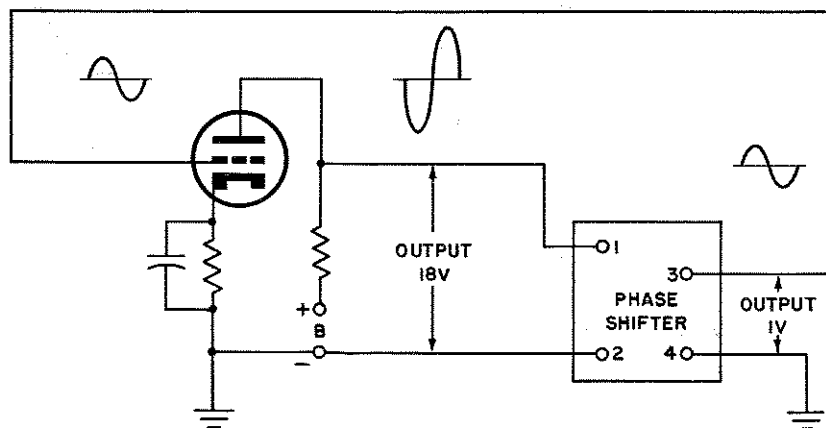 OUTPUT
18V
+
B
−
1
2
3
4
PHASE
SHIFTER
OUTPUT
1V